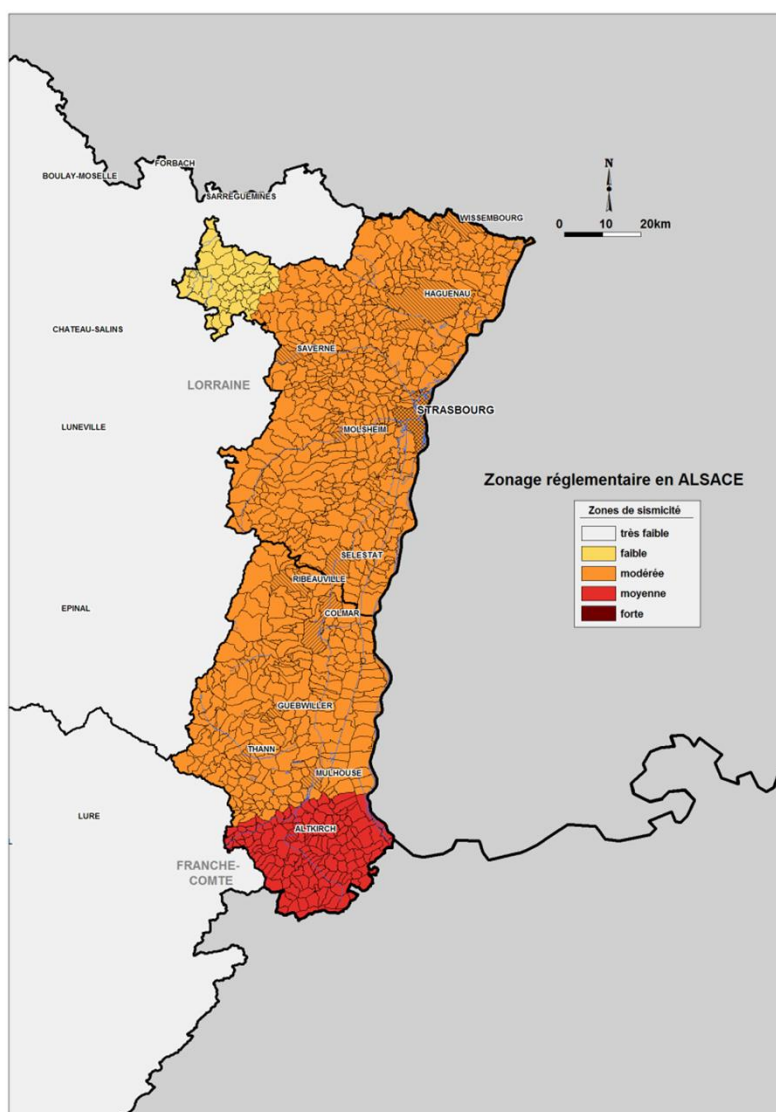 FORBACH
BOULAY-MOSELLE
SARREGUEMINES
N
WISSEMBOURG
0 10 20km
HAGUENAU
CHATEAU-SALINS
SAVERNE
LORRAINE
STRASBOURG
LUNEVILLE
MOLSHEIM
Zonage réglementaire en ALSACE
Zones de sismicité
très faible
faible
modérée
moyenne
forte
SELESTAT
RIBEAUVILLE
EPINAL
COLMAR
GUEBWILLER
THANN
MULHOUSE
LURE
ALTKIRCH
FRANCHE-
COMTE